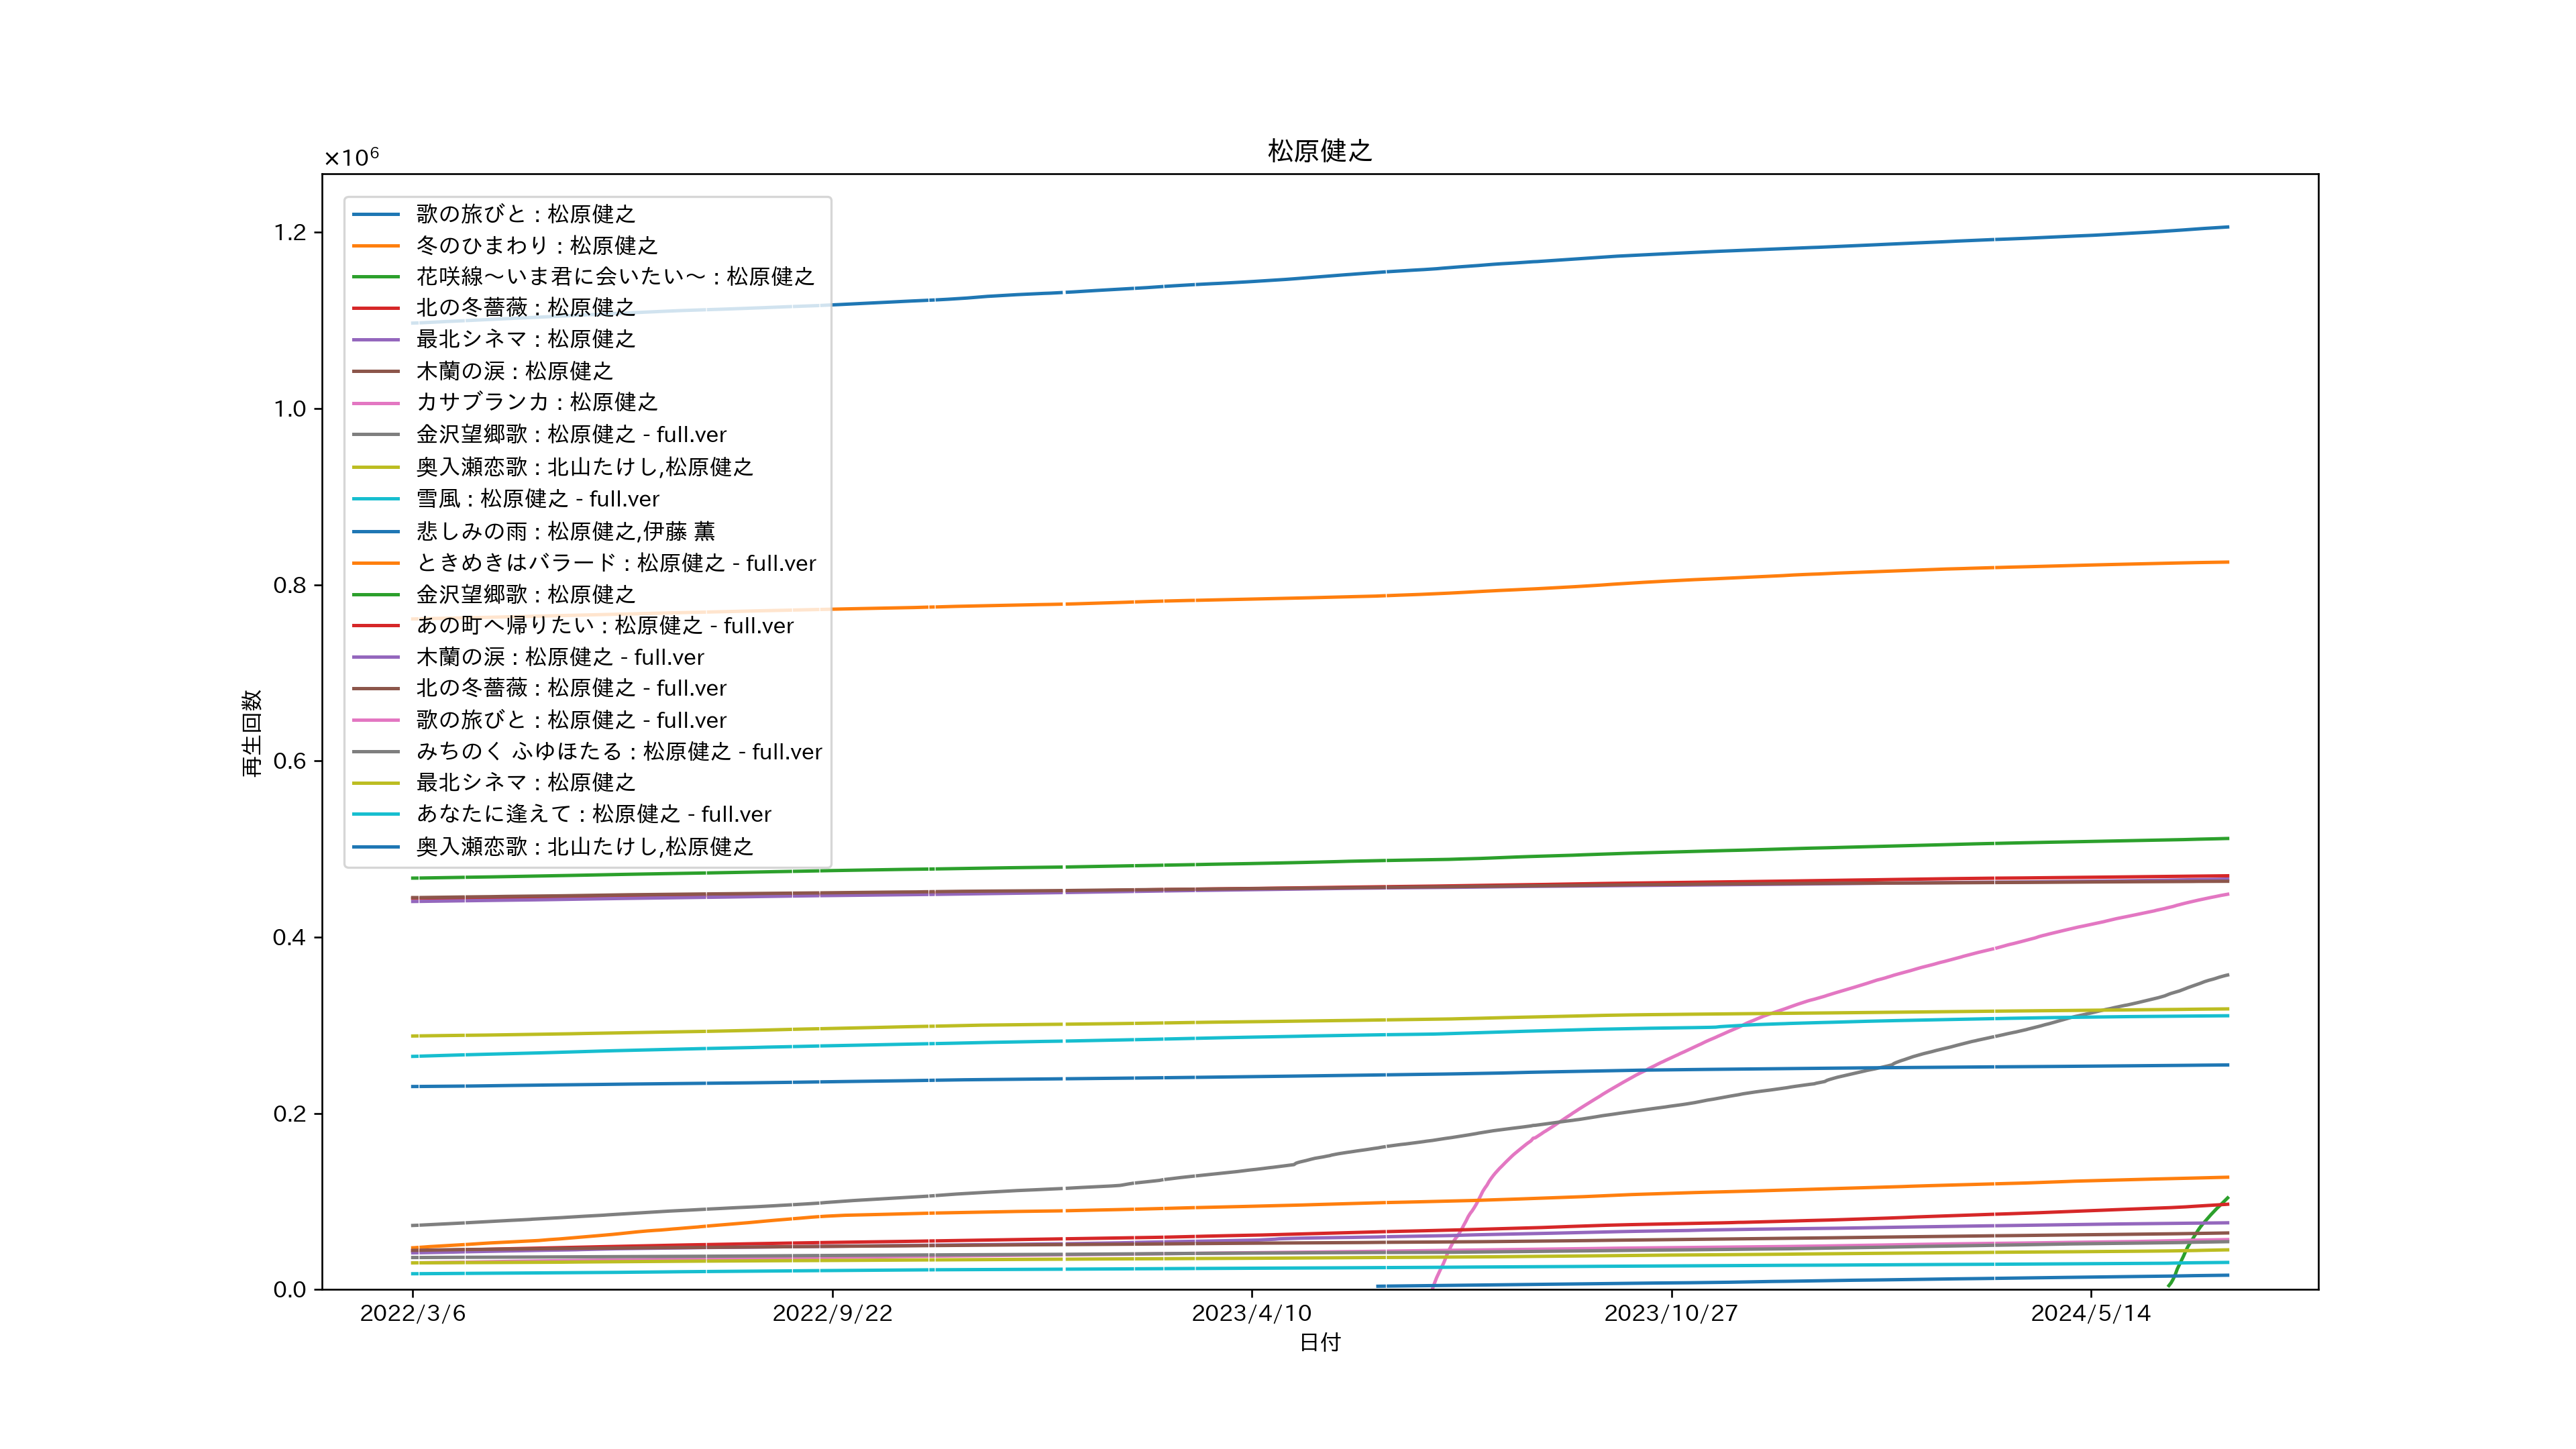 松原健之
×10⁶
1.2
1.0
0.8
0.6
0.4
0.2
0.0
再生回数
歌の旅びと : 松原健之
冬のひまわり : 松原健之
花咲線〜いま君に会いたい〜 : 松原健之
北の冬薔薇 : 松原健之
最北シネマ : 松原健之
木蘭の涙 : 松原健之
カサブランカ : 松原健之
金沢望郷歌 : 松原健之 - full.ver
奥入瀬恋歌 : 北山たけし,松原健之
雪風 : 松原健之 - full.ver
悲しみの雨 : 松原健之,伊藤 薫
ときめきはバラード : 松原健之 - full.ver
金沢望郷歌 : 松原健之
あの町へ帰りたい : 松原健之 - full.ver
木蘭の涙 : 松原健之 - full.ver
北の冬薔薇 : 松原健之 - full.ver
歌の旅びと : 松原健之 - full.ver
みちのく ふゆほたる : 松原健之 - full.ver
最北シネマ : 松原健之
あなたに逢えて : 松原健之 - full.ver
奥入瀬恋歌 : 北山たけし,松原健之
2022/3/6
2022/9/22
2023/4/10
2023/10/27
2024/5/14
日付